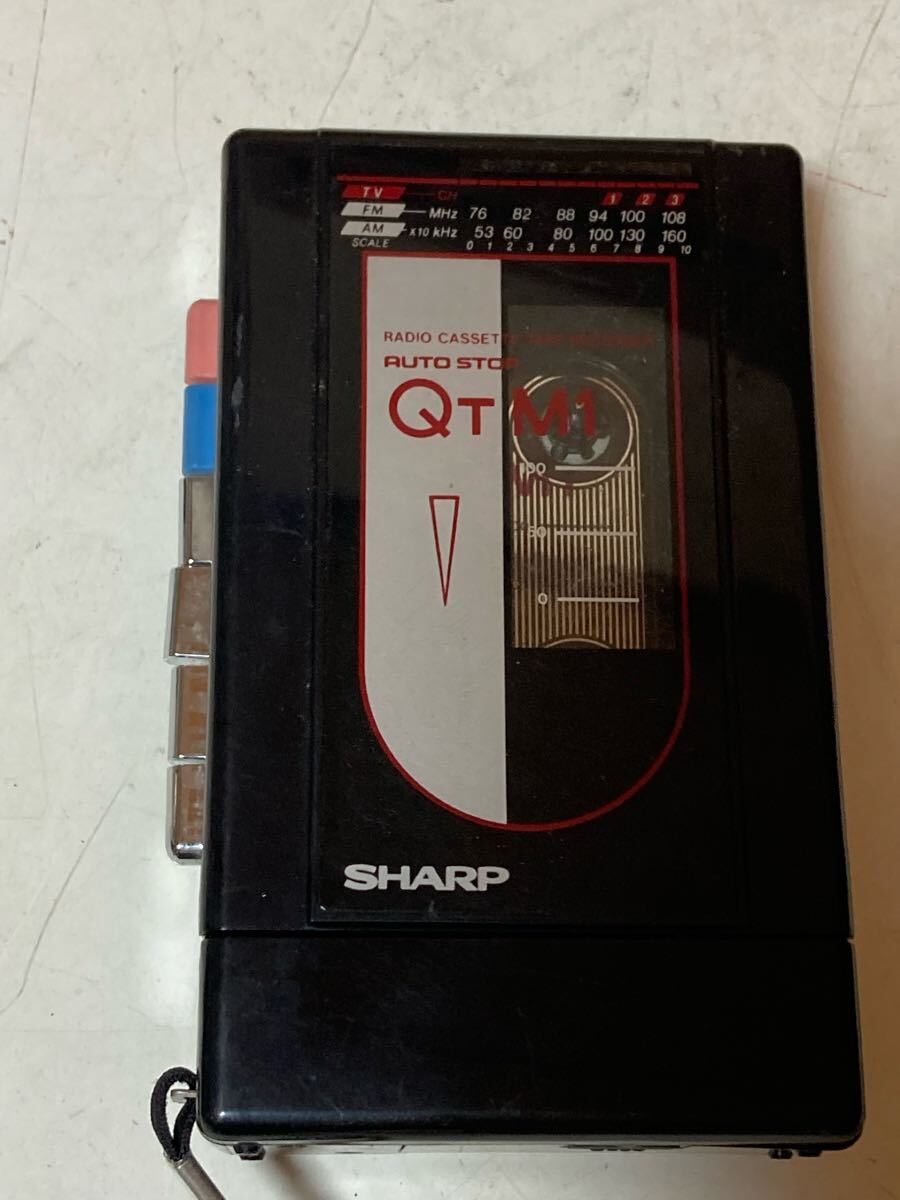 TV CH 1 2 3
FM MHz 76 82 88 94 100 108
AM x10 kHz 53 60 80 100 130 160
SCALE 0 1 2 3 4 5 6 7 8 9 10
RADIO CASSETTE TAPE RECORDER
AUTO STOP
QT M1
100
50
0
SHARP